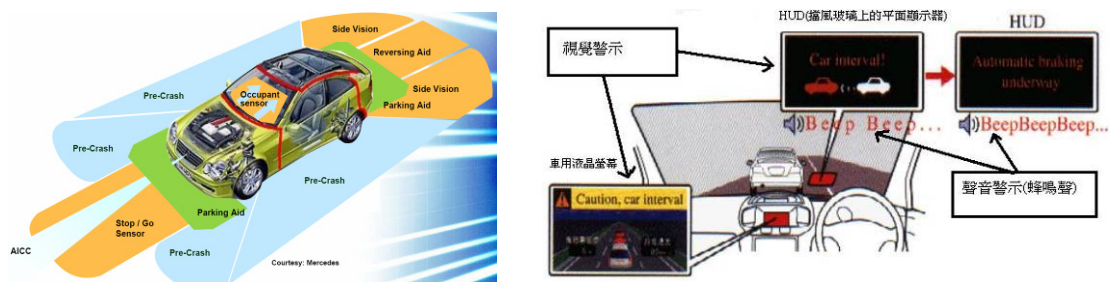 Side Vision
Reversing Aid
Side Vision
Parking Aid
Occupant
sensor
Pre-Crash
Pre-Crash
Pre-Crash
Parking Aid
Stop / Go
Sensor
AICC
Pre-Crash
Courtesy: Mercedes
HUD(擋風玻璃上的平面顯示器)
視覺警示
Car interval!
Beep Beep...
HUD
Automatic braking
underway
BeepBeepBeep...
車用液晶螢幕
Caution, car interval
聲音警示(蜂鳴聲)